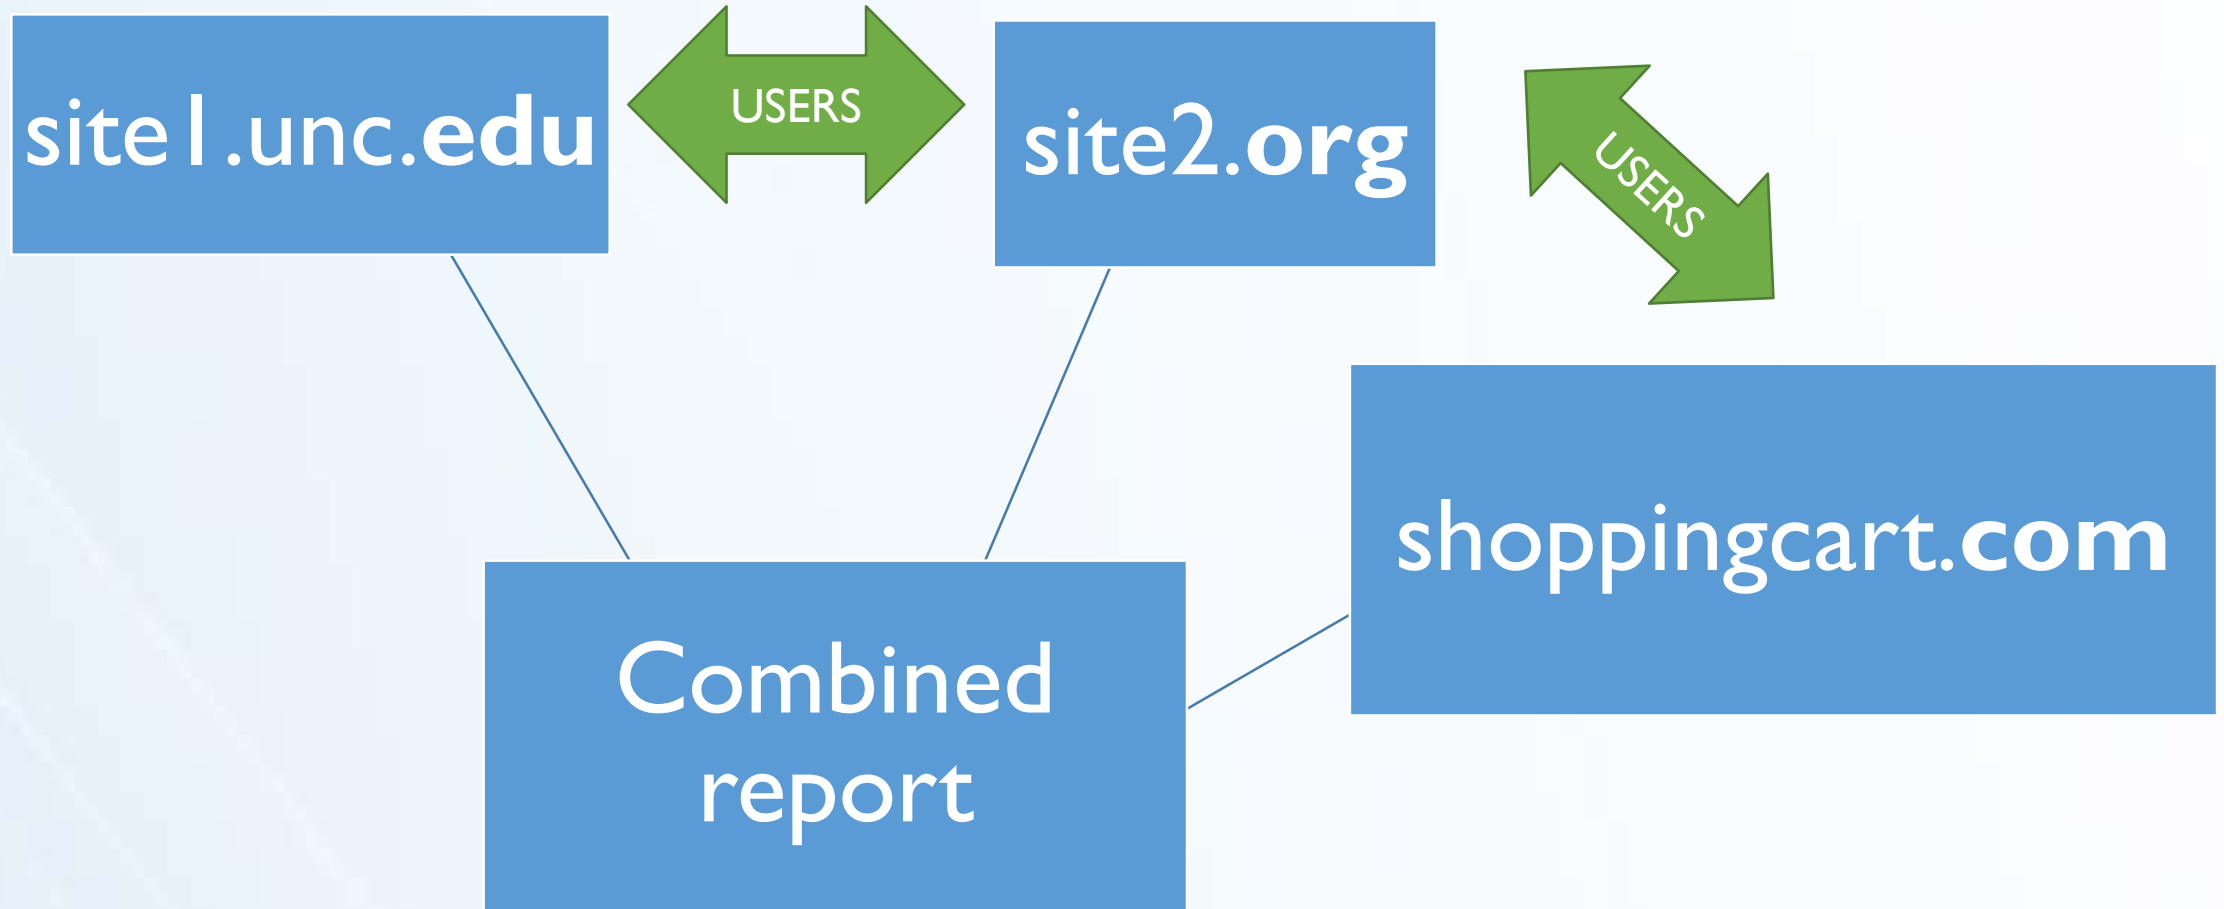 site1.unc.edu
USERS
site2.org
USERS
shoppingcart.com
Combined
report